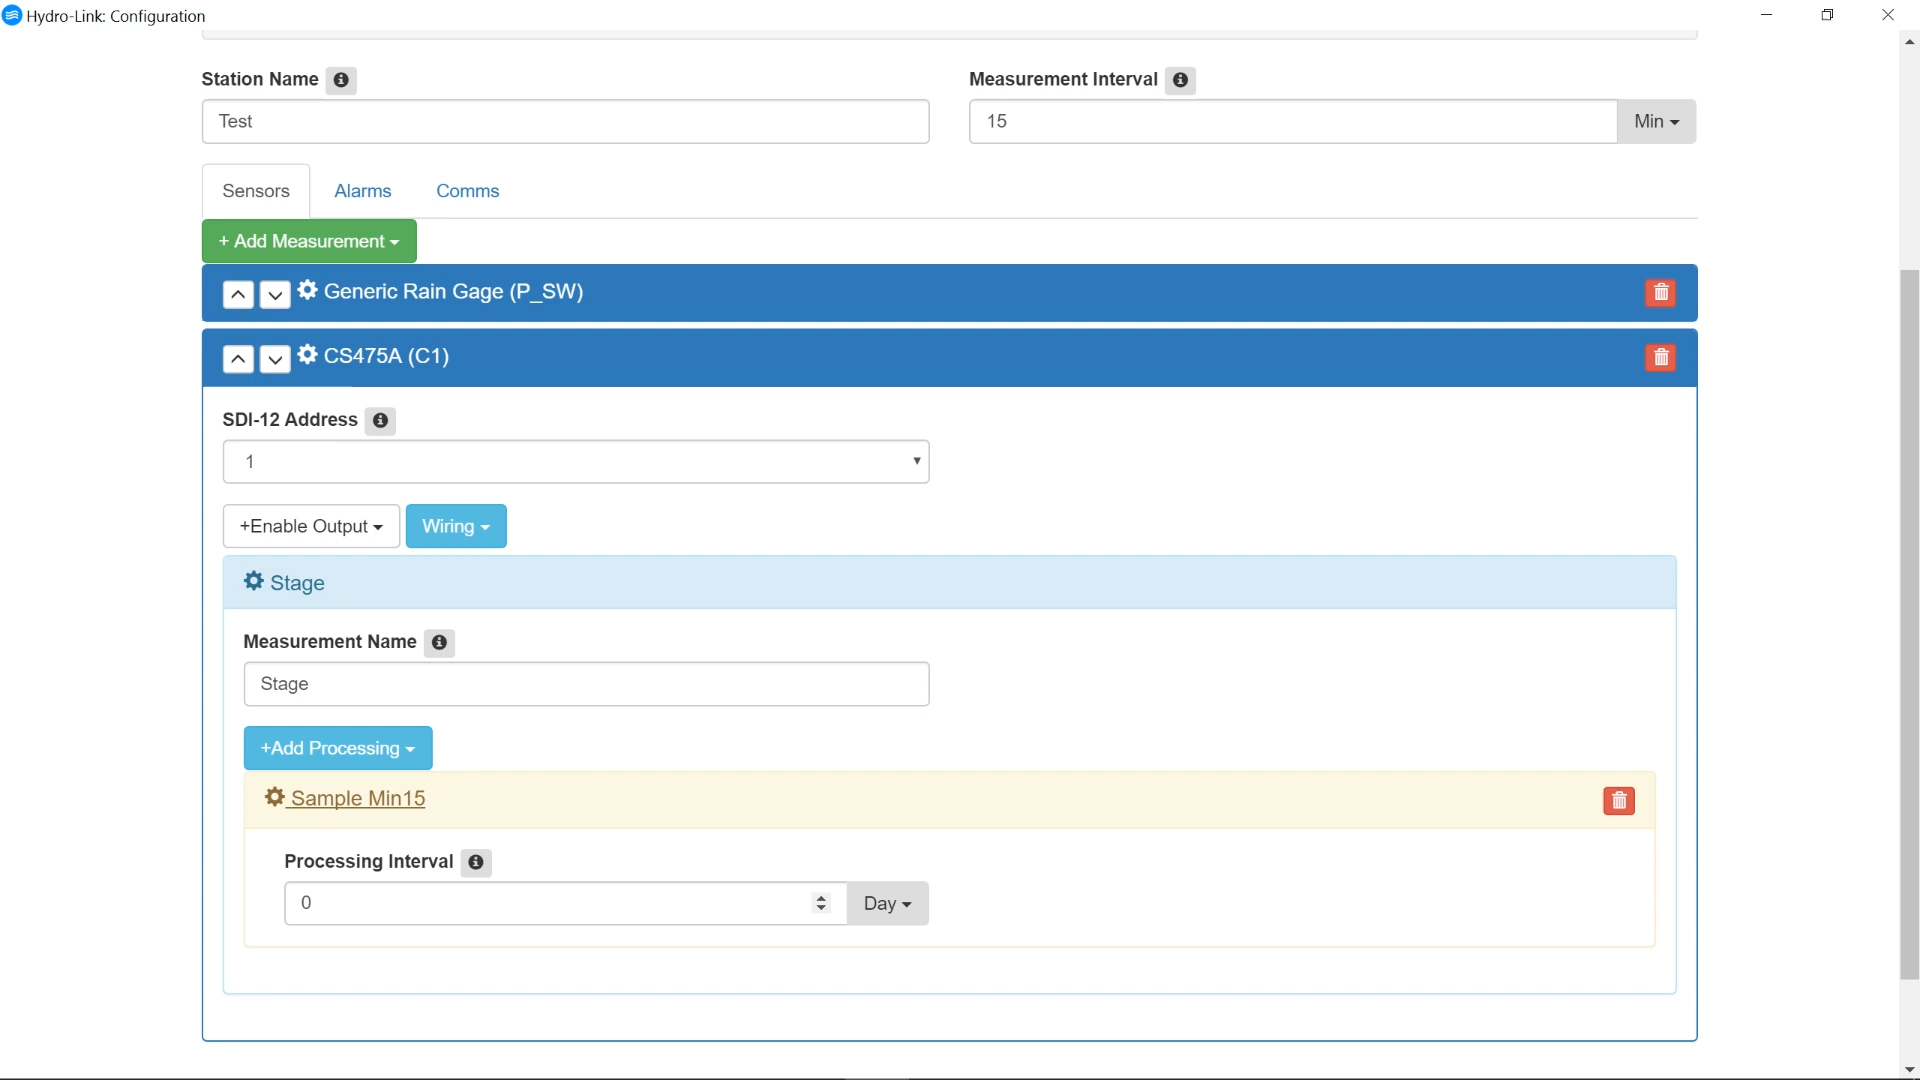 Hydro-Link: Configuration
Station Name
Measurement Interval
Test
15
Min
Sensors
Alarms
Comms
+ Add Measurement
Generic Rain Gage (P_SW)
CS475A (C1)
SDI-12 Address
1
+Enable Output
Wiring
Stage
Measurement Name
Stage
+Add Processing
Sample Min15
Processing Interval
0
Day